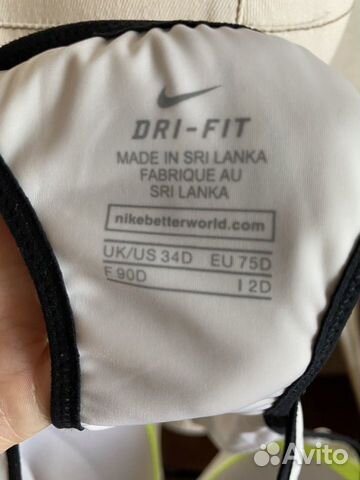 DRI-FIT
MADE IN SRI LANKA
FABRIQUE AU
SRI LANKA
nikebetterworld.com
UK/US 34D EU 75D
F 90D I 2D
Avito